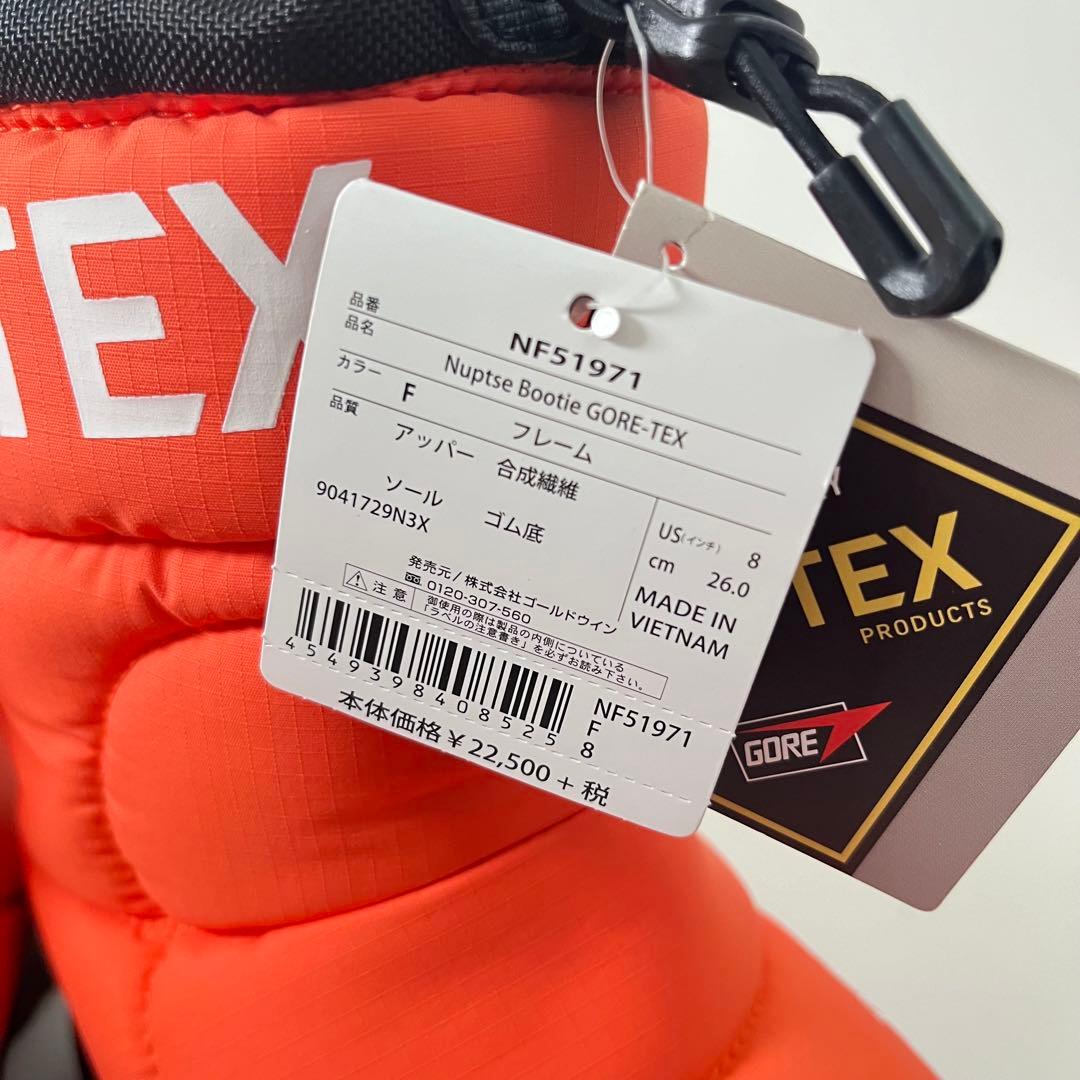 TEX
品番 NF51971
品名 Nuptse Bootie GORE-TEX
カラー F フレーム
品質 アッパー 合成繊維
ソール ゴム底
9041729N3X
US(インチ) 8
cm 26.0
MADE IN
VIETNAM
発売元/株式会社ゴールドウイン
0120-307-560
注意 御使用の際は製品の内側についている
「ラベルの注意書き」を必ずお読み下さい。
4549398408525
NF51971
F
8
本体価格¥22,500+税
Y
TEX
PRODUCTS
GORE